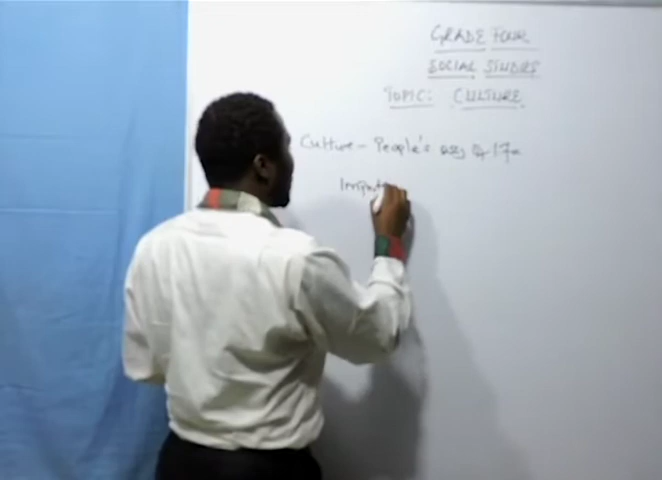 GRADE FOUR
SOCIAL STUDIES
TOPIC: CULTURE
Culture - People's way of life
Import